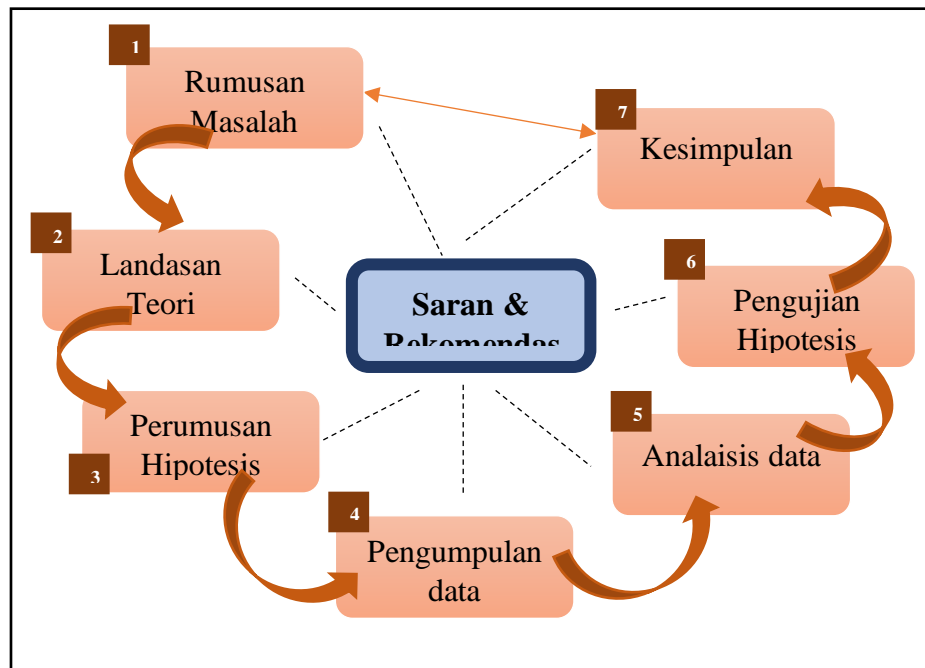 1
Rumusan
Masalah
2
Landasan
Teori
3
Perumusan
Hipotesis
4
Pengumpulan
data
5
Analaisis data
6
Pengujian
Hipotesis
7
Kesimpulan
Saran &
Rekomendas